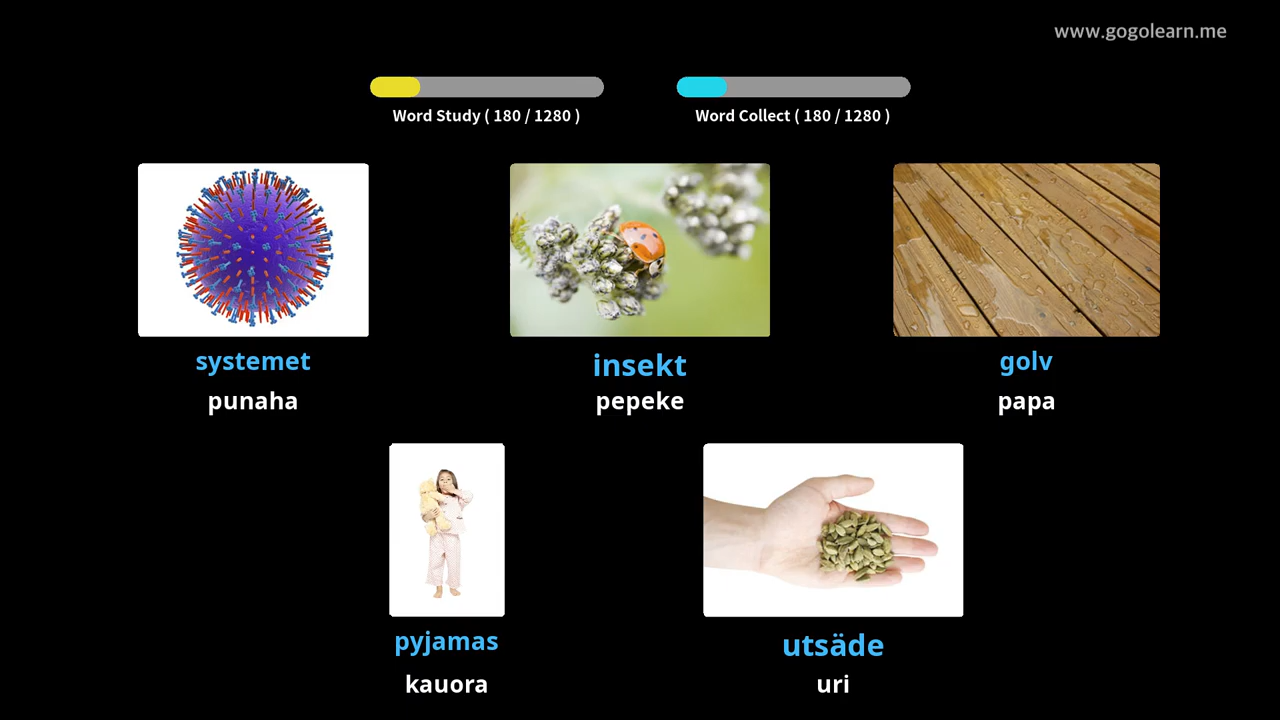 www.gogolearn.me
Word Study ( 180 / 1280 )
Word Collect ( 180 / 1280 )
systemet
punaha
insekt
pepeke
golv
papa
pyjamas
kauora
utsäde
uri